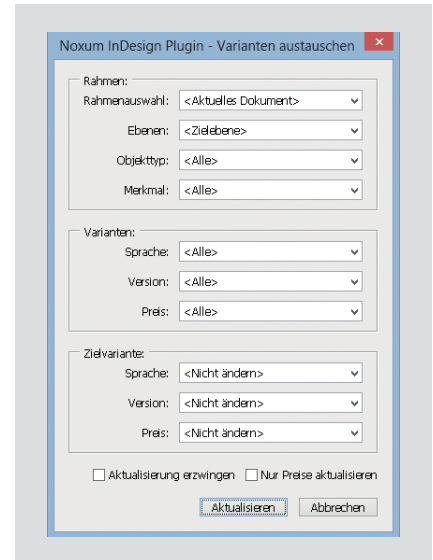 Noxum InDesign Plugin - Varianten austauschen
Rahmen:
Rahmenauswahl: <Aktuelles Dokument>
Ebenen: <Zielebene>
Objekttyp: <Alle>
Merkmal: <Alle>
Varianten:
Sprache: <Alle>
Version: <Alle>
Preis: <Alle>
Zielvariante:
Sprache: <Nicht ändern>
Version: <Nicht ändern>
Preis: <Nicht ändern>
Aktualisierung erzwingen Nur Preise aktualisieren
Aktualisieren Abbrechen